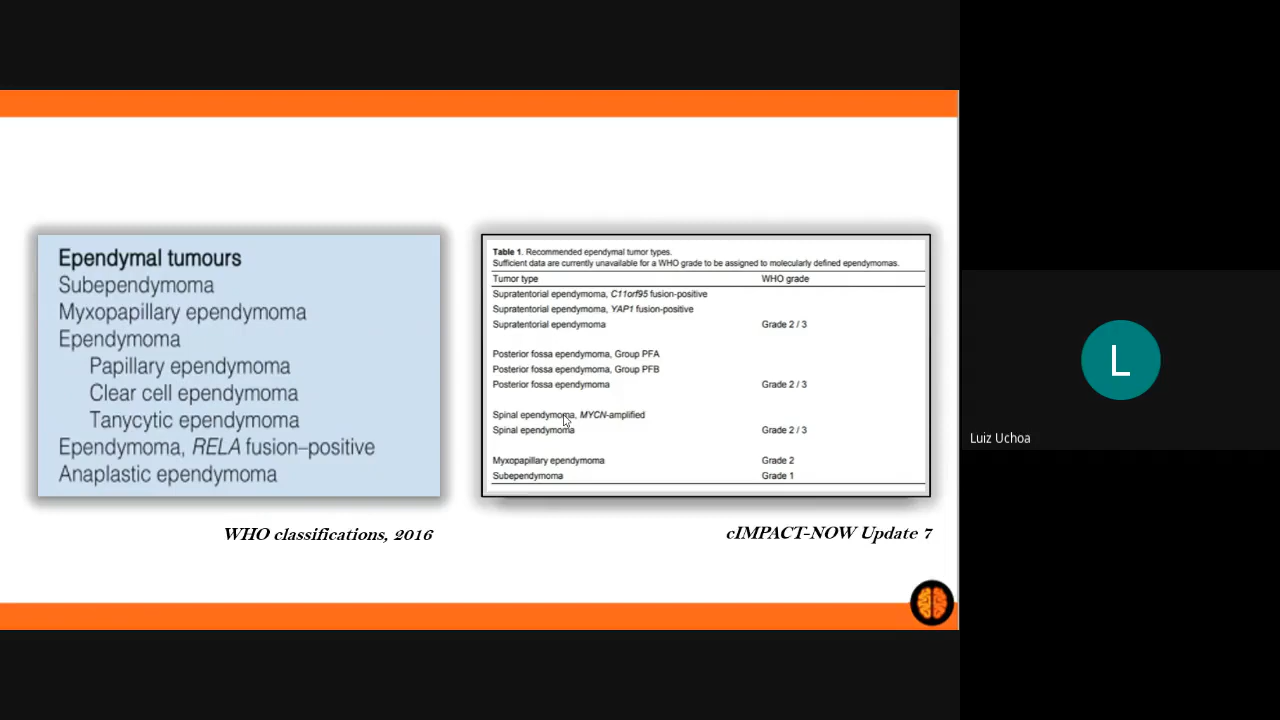 Ependymal tumours
Subependymoma
Myxopapillary ependymoma
Ependymoma
Papillary ependymoma
Clear cell ependymoma
Tanycytic ependymoma
Ependymoma, RELA fusion–positive
Anaplastic ependymoma
WHO classifications, 2016
Table 1. Recommended ependymal tumor types.
Sufficient data are currently unavailable for a WHO grade to be assigned to molecularly defined ependymomas.
Tumor type WHO grade
Supratentorial ependymoma, C11orf95 fusion-positive
Supratentorial ependymoma, YAP1 fusion-positive
Supratentorial ependymoma Grade 2 / 3
Posterior fossa ependymoma, Group PFA
Posterior fossa ependymoma, Group PFB
Posterior fossa ependymoma Grade 2 / 3
Spinal ependymoma, MYCN-amplified
Spinal ependymoma Grade 2 / 3
Myxopapillary ependymoma Grade 2
Subependymoma Grade 1
cIMPACT-NOW Update 7
L
Luiz Uchoa